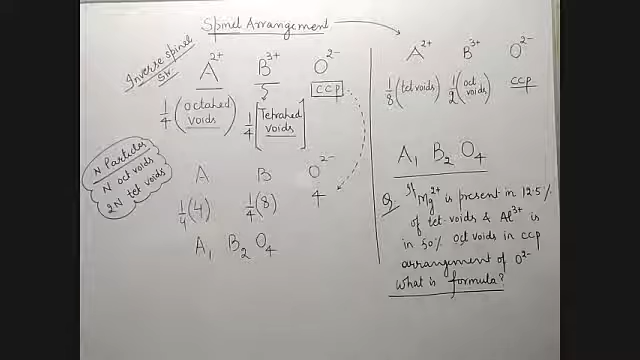 Spinel Arrangement
Inverse spinel
Str.
A2+ B3+ O2-
ccp
1/4 (octahed voids) 1/4 [Tetrahed voids]
N Particles
N oct voids
2N tet voids
A B O2-
1/4(4) 1/4(8) 4
A1 B2 O4
A2+ B3+ O2-
1/8 (tet voids) 1/2 (oct voids) ccp
A1 B2 O4
Q. If Mg2+ is present in 12.5%
of tet voids & Al3+ is
in 50% oct voids in ccp
arrangement of O2-
what is formula?